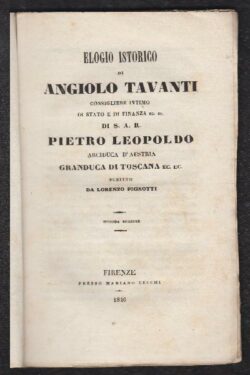 ELOGIO ISTORICO
DI
ANGIOLO TAVANTI
CONSIGLIERE INTIMO
DI STATO E DI FINANZA EC. EC.
DI S. A. R.
PIETRO LEOPOLDO
ARCIDUCA D'AUSTRIA
GRANDUCA DI TOSCANA EC. EC.
SCRITTO
DA LORENZO PIGNOTTI
SECONDA EDIZIONE
FIRENZE
PRESSO MARIANO CECCHI
1846